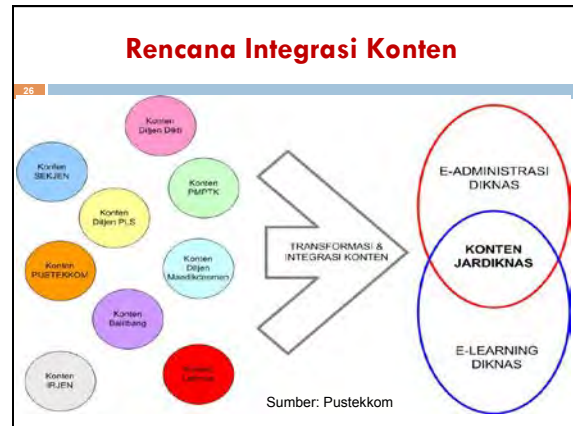 Rencana Integrasi Konten
26
Konten
Ditjen Dikti
Konten
SEKJEN
Konten
PMPTK
Konten
Ditjen PLS
Konten
PUSTEKKOM
Konten
Ditjen
Mandikdasmen
Konten
Balitbang
Konten
IRJEN
Konten
TRANSFORMASI &
INTEGRASI KONTEN
E-ADMINISTRASI
DIKNAS
KONTEN
JARDIKNAS
E-LEARNING
DIKNAS
Sumber: Pustekkom